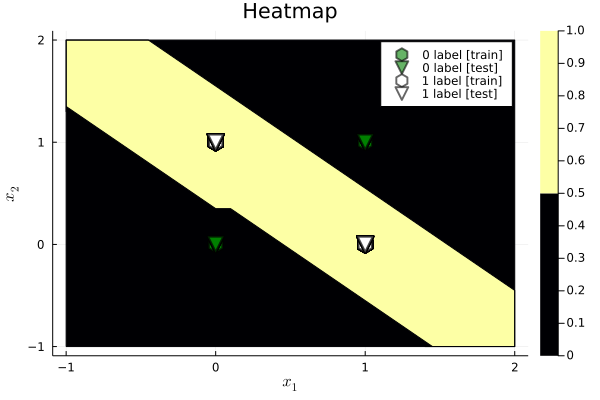 Heatmap
0 label [train]
0 label [test]
1 label [train]
1 label [test]
2
1
0
−1
x₂
−1
0
1
2
x₁
1.0
0.9
0.8
0.7
0.6
0.5
0.4
0.3
0.2
0.1
0